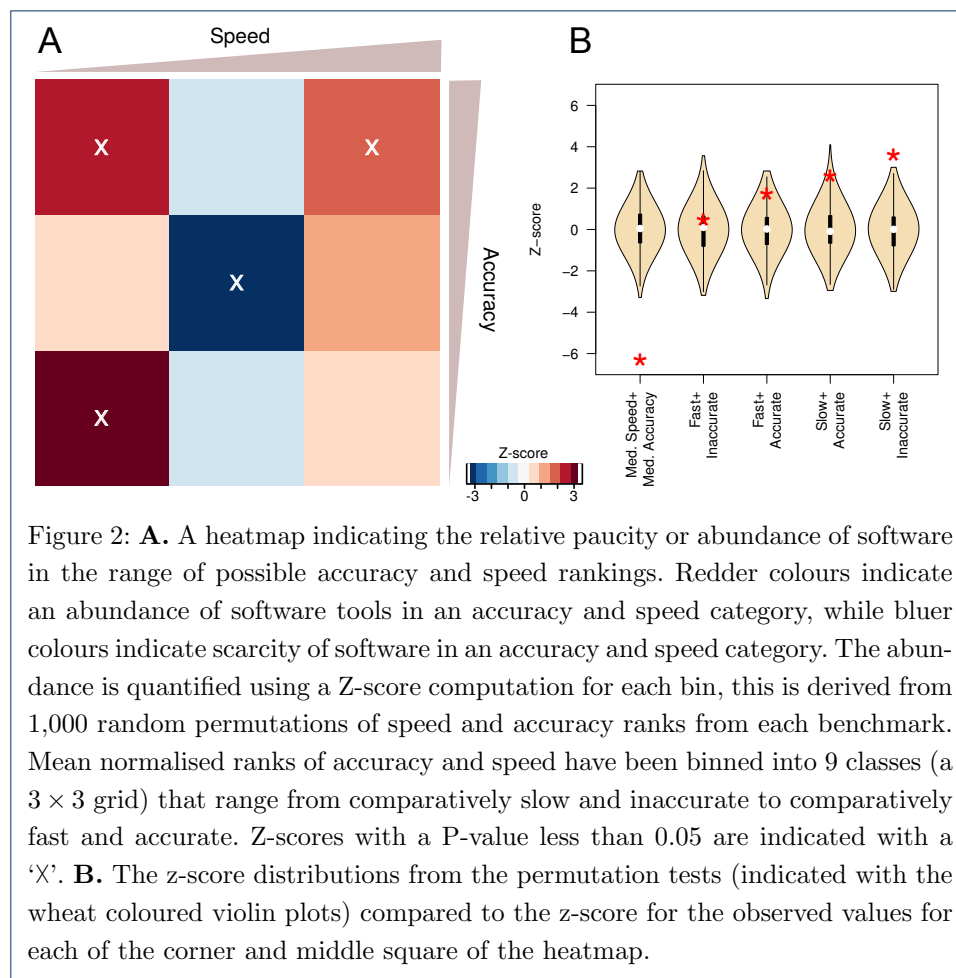 A
Speed
B
X
X
X
X
Accuracy
Z-score
-3
0
3
Z-score
6
4
2
0
-2
-4
-6
*
*
*
*
*
Med. Speed+
Med. Accuracy
Fast+
Inaccurate
Fast+
Accurate
Slow+
Accurate
Slow+
Inaccurate
Figure 2: A. A heatmap indicating the relative paucity or abundance of software
in the range of possible accuracy and speed rankings. Redder colours indicate
an abundance of software tools in an accuracy and speed category, while bluer
colours indicate scarcity of software in an accuracy and speed category. The abun-
dance is quantified using a Z-score computation for each bin, this is derived from
1,000 random permutations of speed and accuracy ranks from each benchmark.
Mean normalised ranks of accuracy and speed have been binned into 9 classes (a
3 × 3 grid) that range from comparatively slow and inaccurate to comparatively
fast and accurate. Z-scores with a P-value less than 0.05 are indicated with a
‘X’. B. The z-score distributions from the permutation tests (indicated with the
wheat coloured violin plots) compared to the z-score for the observed values for
each of the corner and middle square of the heatmap.